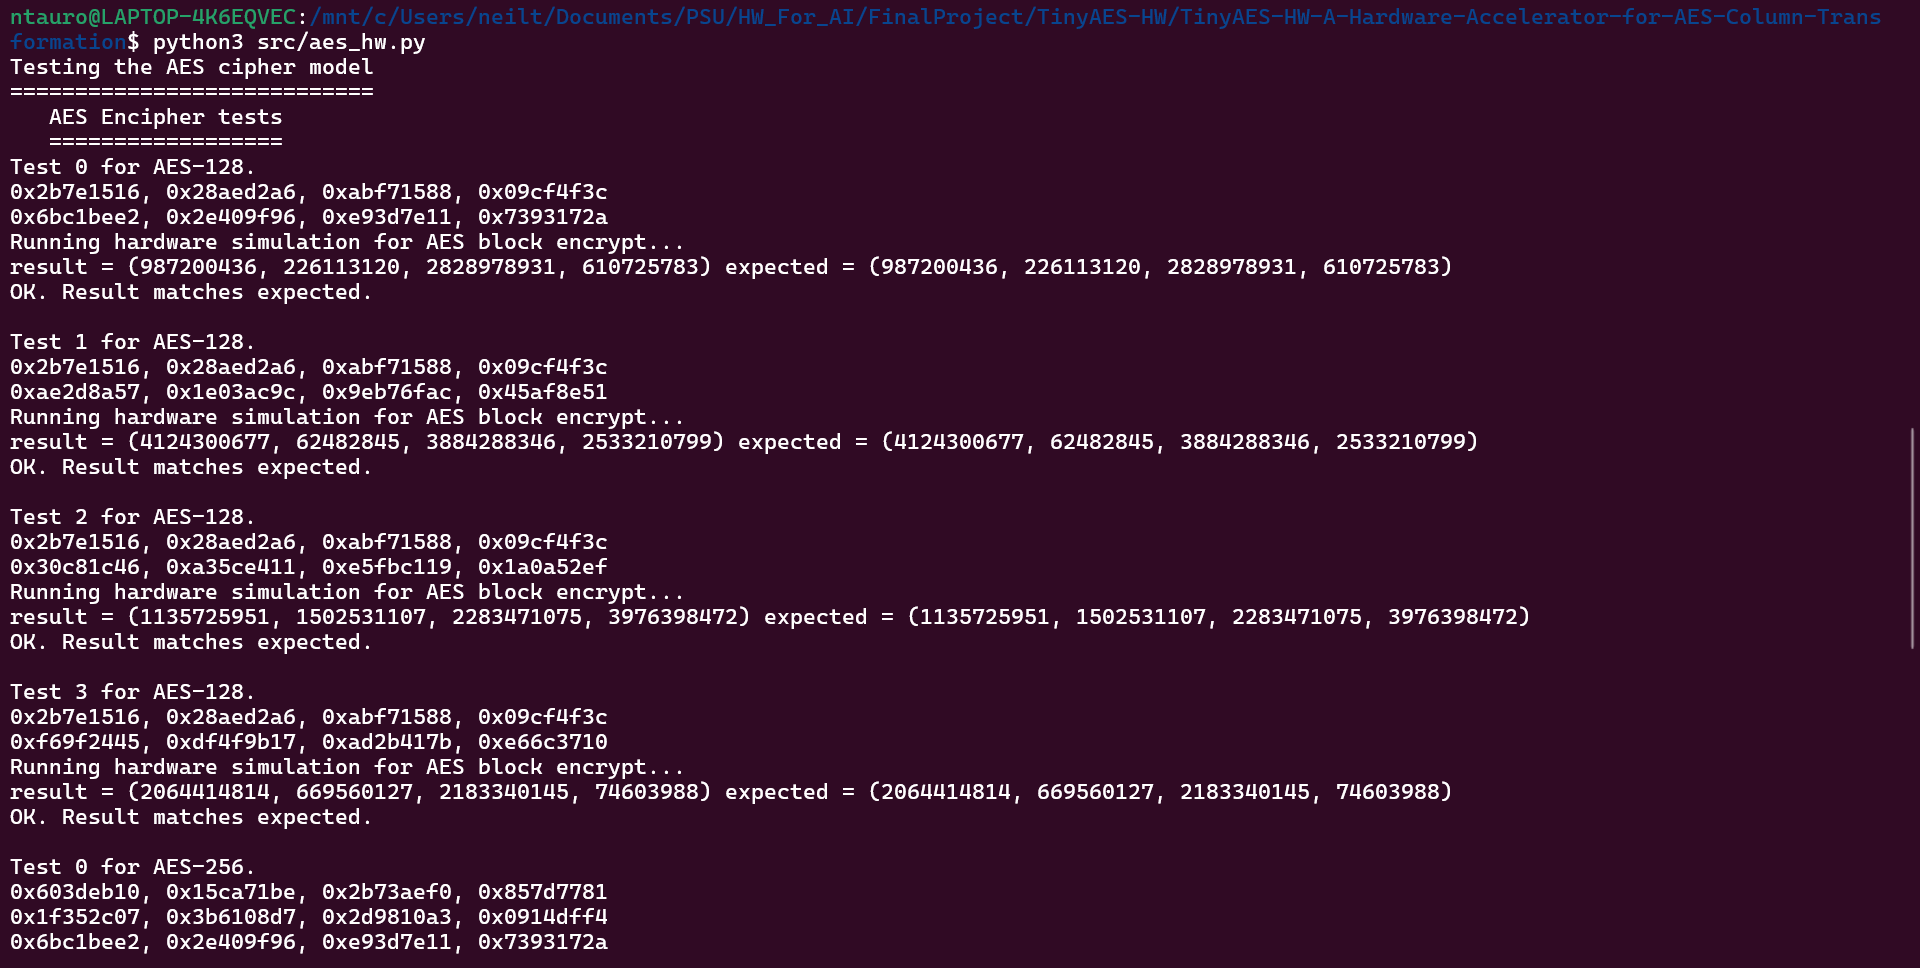 ntauro@LAPTOP-4K6EQVEC:/mnt/c/Users/neilt/Documents/PSU/HW_For_AI/FinalProject/TinyAES-HW/TinyAES-HW-A-Hardware-Accelerator-for-AES-Column-Trans
formation$ python3 src/aes_hw.py
Testing the AES cipher model
============================
   AES Encipher tests
   ==================
Test 0 for AES-128.
0x2b7e1516, 0x28aed2a6, 0xabf71588, 0x09cf4f3c
0x6bc1bee2, 0x2e409f96, 0xe93d7e11, 0x7393172a
Running hardware simulation for AES block encrypt...
result = (987200436, 226113120, 2828978931, 610725783) expected = (987200436, 226113120, 2828978931, 610725783)
OK. Result matches expected.

Test 1 for AES-128.
0x2b7e1516, 0x28aed2a6, 0xabf71588, 0x09cf4f3c
0xae2d8a57, 0x1e03ac9c, 0x9eb76fac, 0x45af8e51
Running hardware simulation for AES block encrypt...
result = (4124300677, 62482845, 3884288346, 2533210799) expected = (4124300677, 62482845, 3884288346, 2533210799)
OK. Result matches expected.

Test 2 for AES-128.
0x2b7e1516, 0x28aed2a6, 0xabf71588, 0x09cf4f3c
0x30c81c46, 0xa35ce411, 0xe5fbc119, 0x1a0a52ef
Running hardware simulation for AES block encrypt...
result = (1135725951, 1502531107, 2283471075, 3976398472) expected = (1135725951, 1502531107, 2283471075, 3976398472)
OK. Result matches expected.

Test 3 for AES-128.
0x2b7e1516, 0x28aed2a6, 0xabf71588, 0x09cf4f3c
0xf69f2445, 0xdf4f9b17, 0xad2b417b, 0xe66c3710
Running hardware simulation for AES block encrypt...
result = (2064414814, 669560127, 2183340145, 74603988) expected = (2064414814, 669560127, 2183340145, 74603988)
OK. Result matches expected.

Test 0 for AES-256.
0x603deb10, 0x15ca71be, 0x2b73aef0, 0x857d7781
0x1f352c07, 0x3b6108d7, 0x2d9810a3, 0x0914dff4
0x6bc1bee2, 0x2e409f96, 0xe93d7e11, 0x7393172a